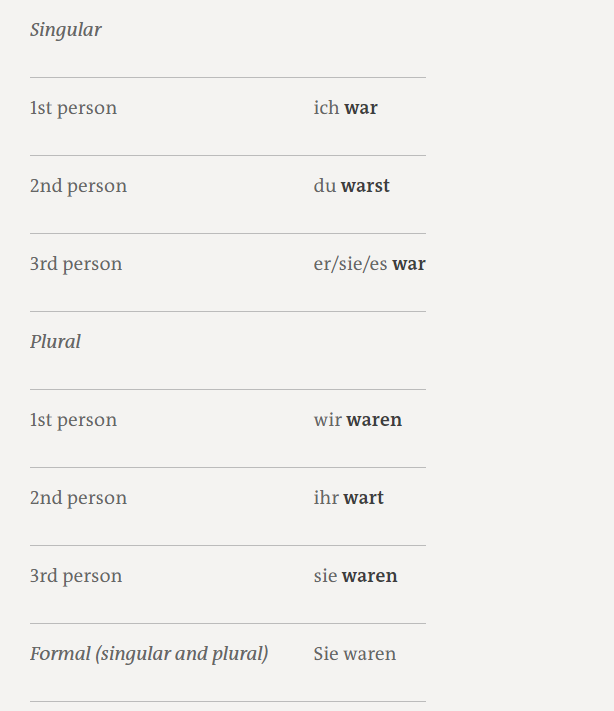 Singular
1st person ich war
2nd person du warst
3rd person er/sie/es war
Plural
1st person wir waren
2nd person ihr wart
3rd person sie waren
Formal (singular and plural) Sie waren